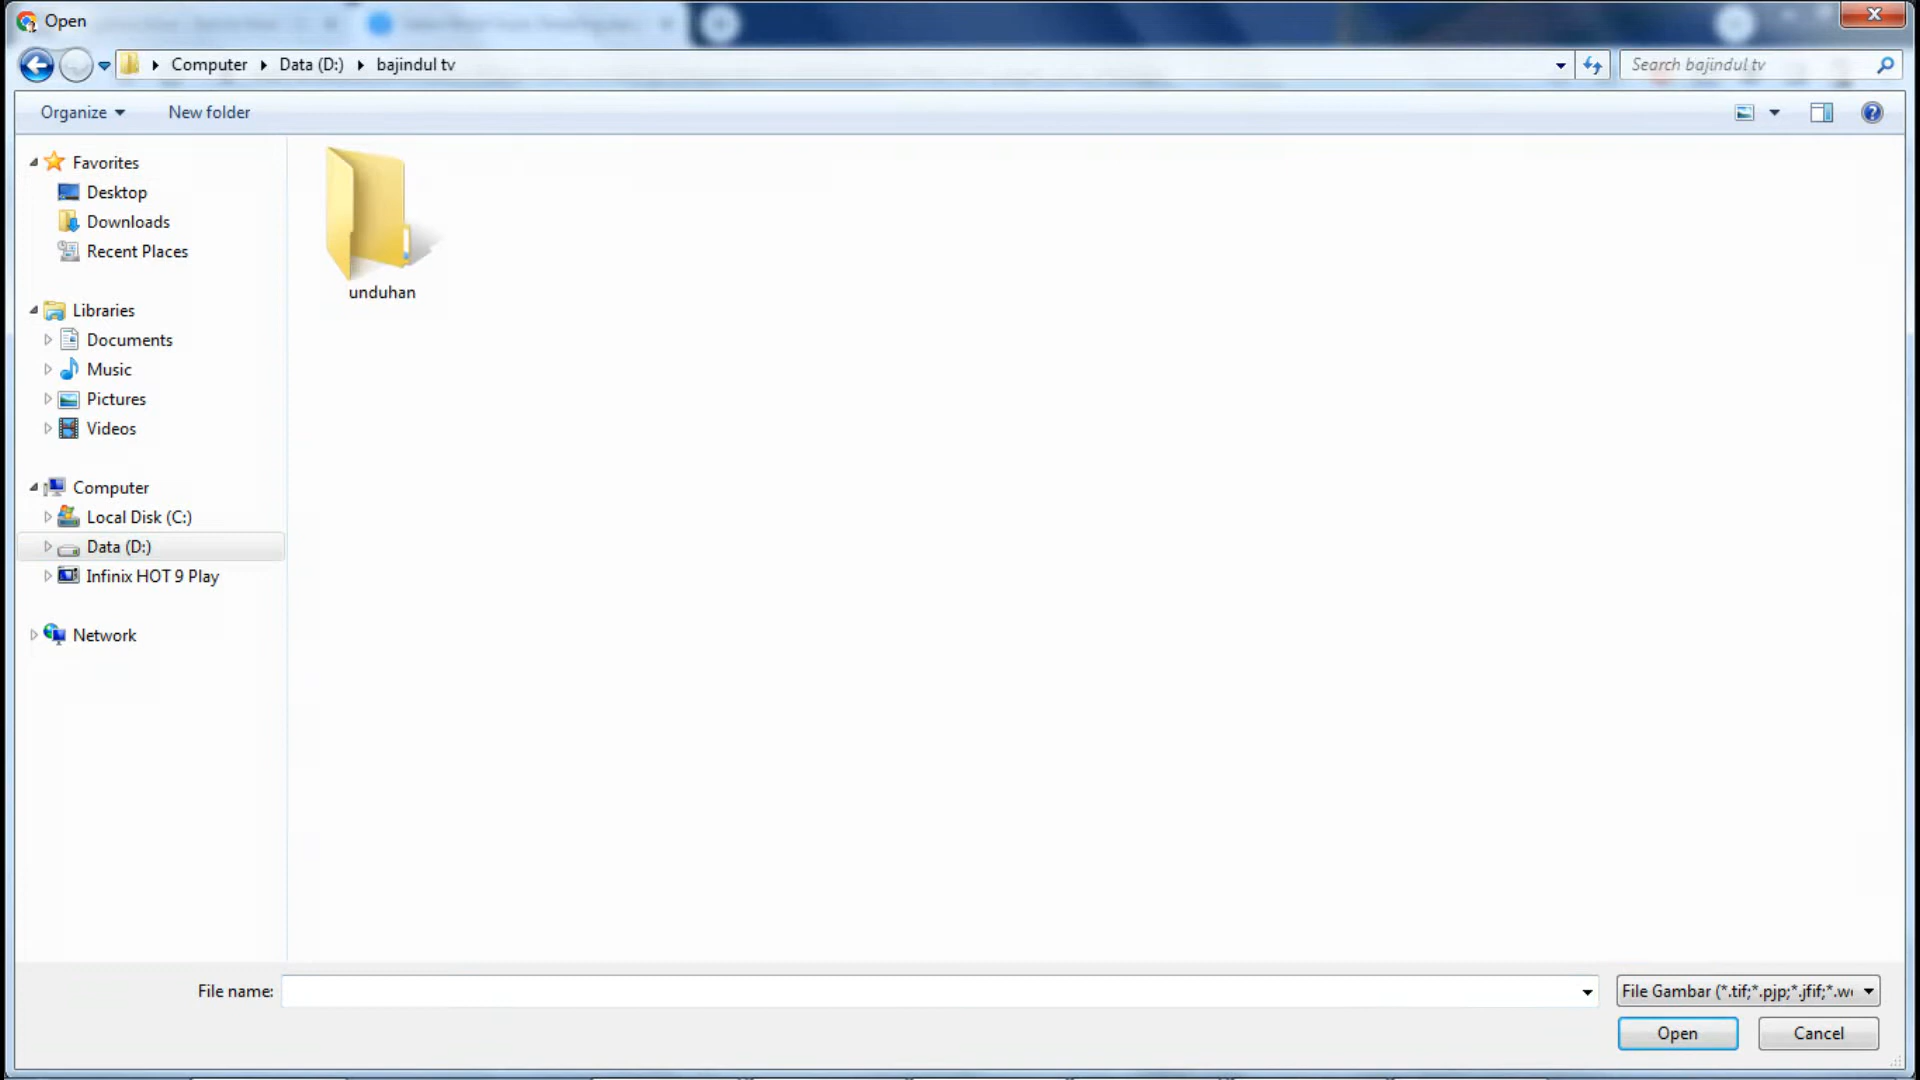 Open
Computer Data (D:) bajindul tv
Search bajindul tv
Organize
New folder
Favorites
Desktop
Downloads
Recent Places
Libraries
Documents
Music
Pictures
Videos
Computer
Local Disk (C:)
Data (D:)
Infinix HOT 9 Play
Network
unduhan
File name:
File Gambar (*.tif;*.pjp;*.jfif;*.we
Open
Cancel